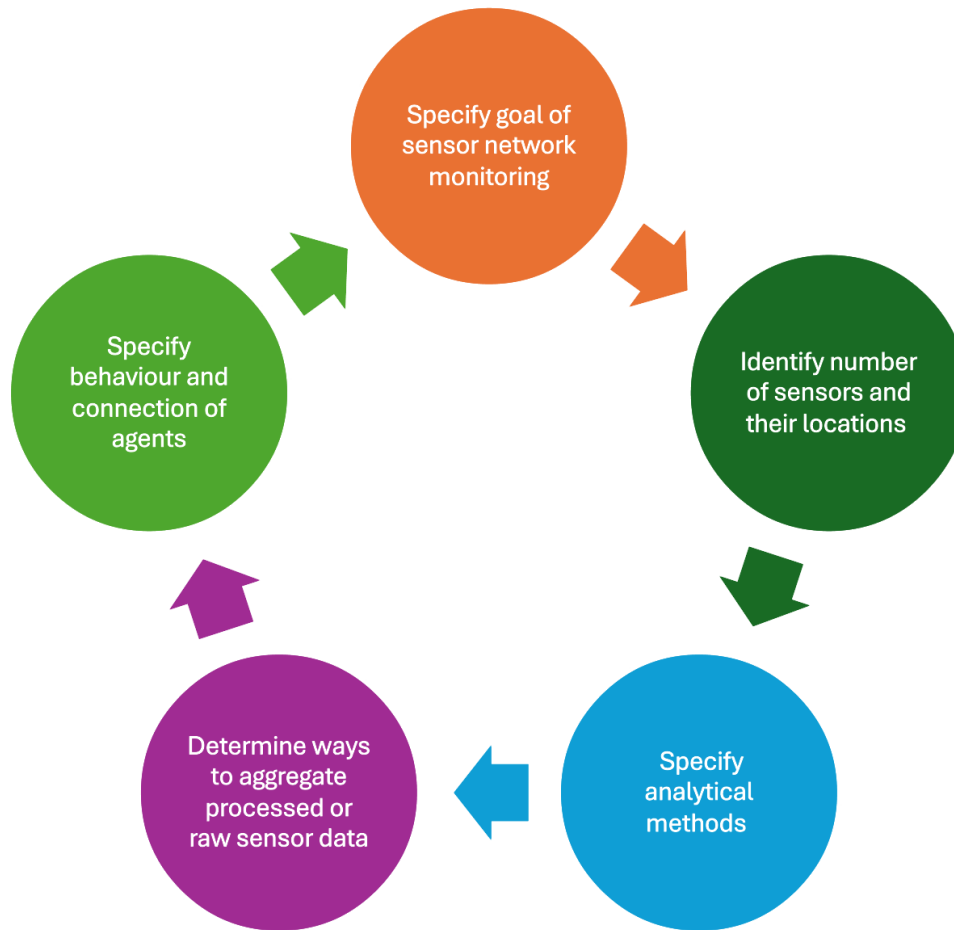 Specify goal of
sensor network
monitoring
Identify number
of sensors and
their locations
Specify
analytical
methods
Determine ways
to aggregate
processed or
raw sensor data
Specify
behaviour and
connection of
agents